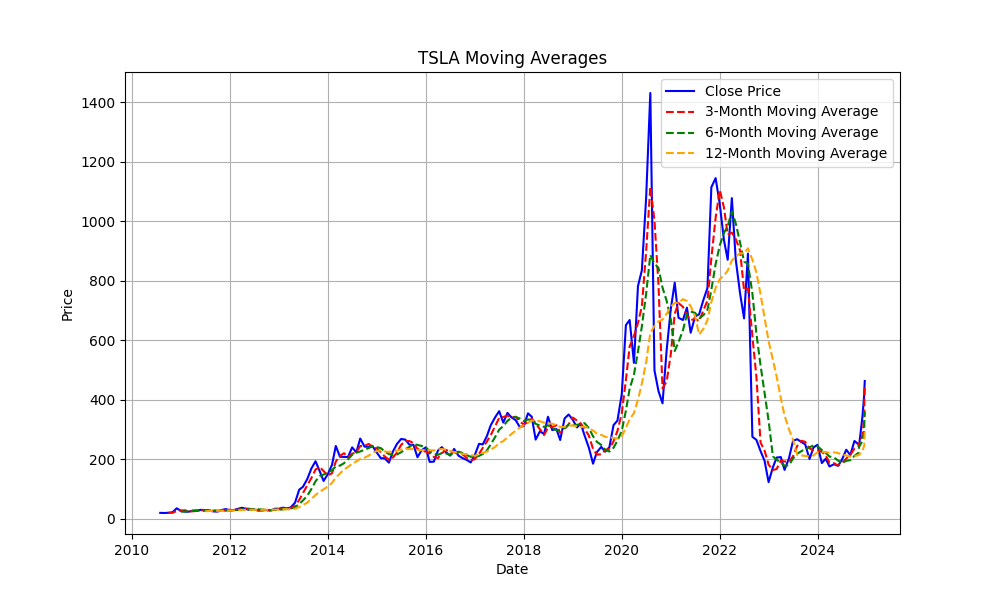 TSLA Moving Averages
Close Price
3-Month Moving Average
6-Month Moving Average
12-Month Moving Average
Price
1400
1200
1000
800
600
400
200
0
2010 2012 2014 2016 2018 2020 2022 2024
Date